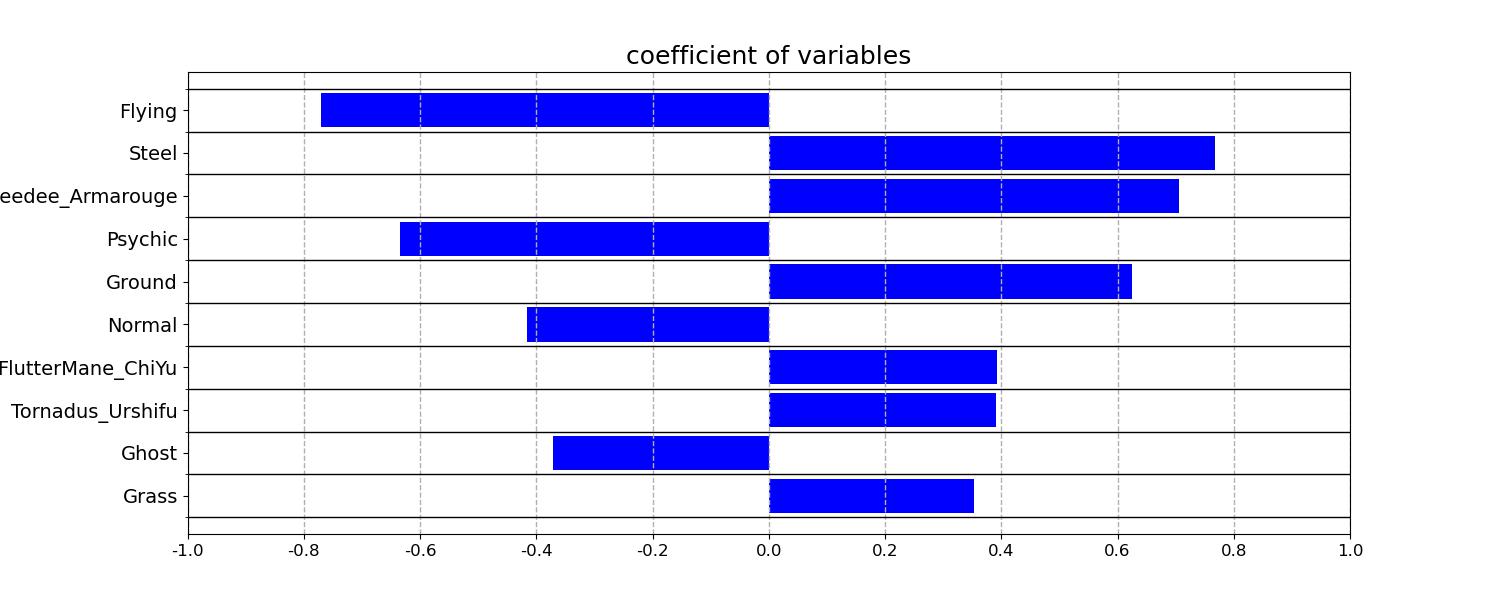 coefficient of variables
Flying
Steel
eedee_Armarouge
Psychic
Ground
Normal
FlutterMane_ChiYu
Tornadus_Urshifu
Ghost
Grass
-1.0 -0.8 -0.6 -0.4 -0.2 0.0 0.2 0.4 0.6 0.8 1.0